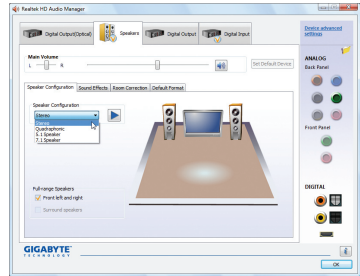 Realtek HD Audio Manager
Digital Output(Optical)
Speakers
Digital Output
Digital Input
Device advanced
settings
Main Volume
L
R
Set Default Device
ANALOG
Back Panel
Speaker Configuration
Sound Effects
Room Correction
Default Format
Speaker Configuration
Stereo
Stereo
Quadraphonic
5.1 Speaker
7.1 Speaker
Front Panel
Full-range Speakers
Front left and right
Surround speakers
DIGITAL
GIGABYTE
TECHNOLOGY
i
OK